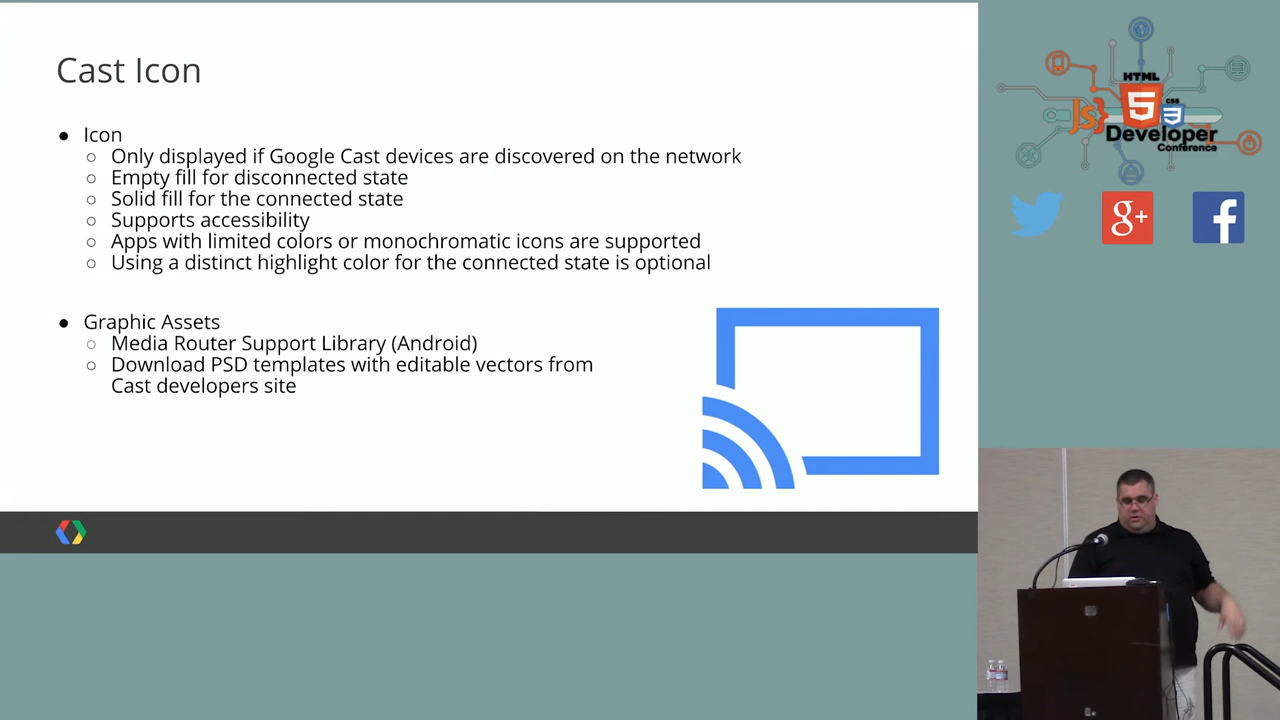 Cast Icon
● Icon
○ Only displayed if Google Cast devices are discovered on the network
○ Empty fill for disconnected state
○ Solid fill for the connected state
○ Supports accessibility
○ Apps with limited colors or monochromatic icons are supported
○ Using a distinct highlight color for the connected state is optional
● Graphic Assets
○ Media Router Support Library (Android)
○ Download PSD templates with editable vectors from
Cast developers site
HTML
5
CSS
3
JS}
Developer
Conference
g+
f